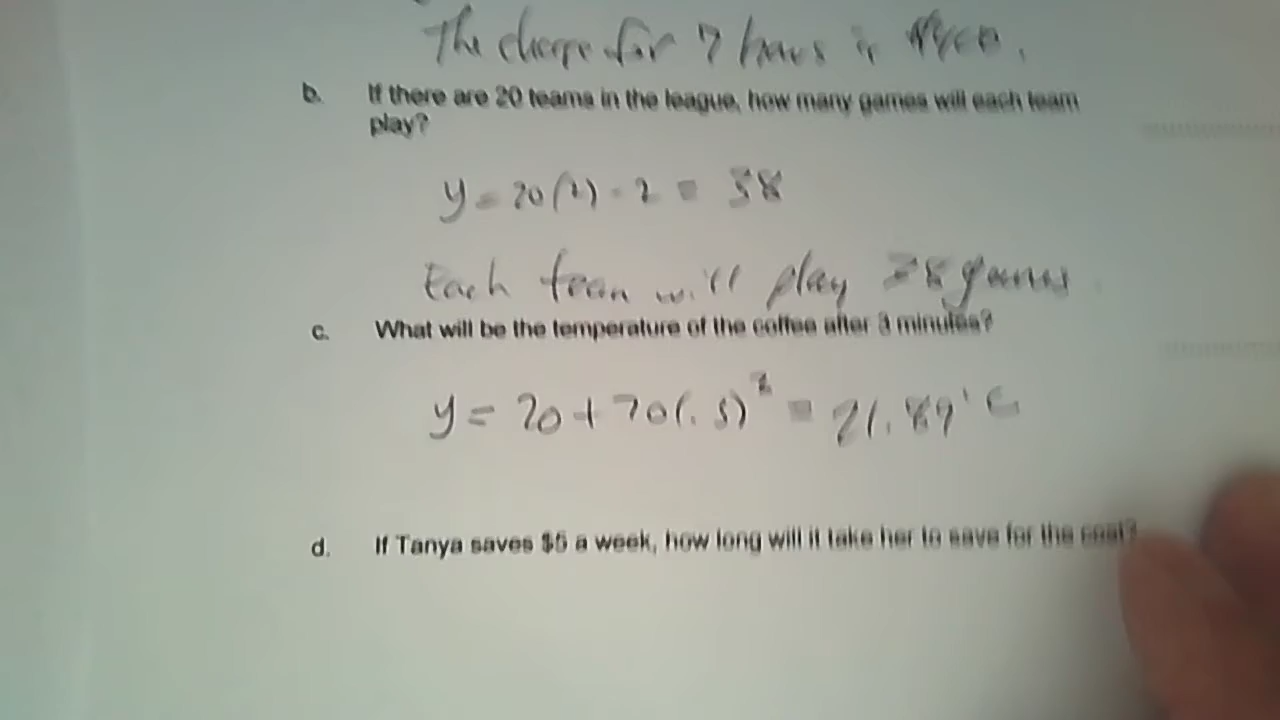 The charge for 7 hours is
b. If there are 20 teams in the league, how many games will each team
play?
y = 20(2) - 2 = 38
Each team will play 38 games.
c. What will be the temperature of the coffee after 3 minutes?
y = 20 + 70(.5) = 21.89°C
d. If Tanya saves $5 a week, how long will it take her to save for the coat?